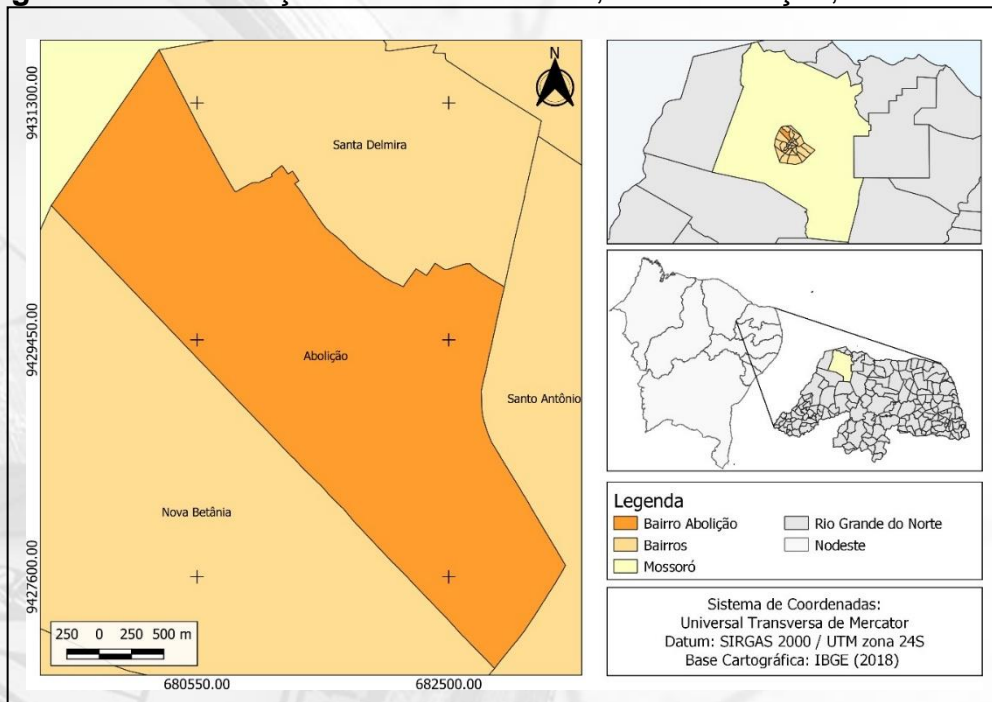 N
Santa Delmira
Abolição
Santo Antônio
Nova Betânia
9431300.00
9429450.00
9427600.00
680550.00
682500.00
250 0 250 500 m
Legenda
Bairro Abolição
Bairros
Mossoró
Rio Grande do Norte
Nodeste
Sistema de Coordenadas:
Universal Transversa de Mercator
Datum: SIRGAS 2000 / UTM zona 24S
Base Cartográfica: IBGE (2018)